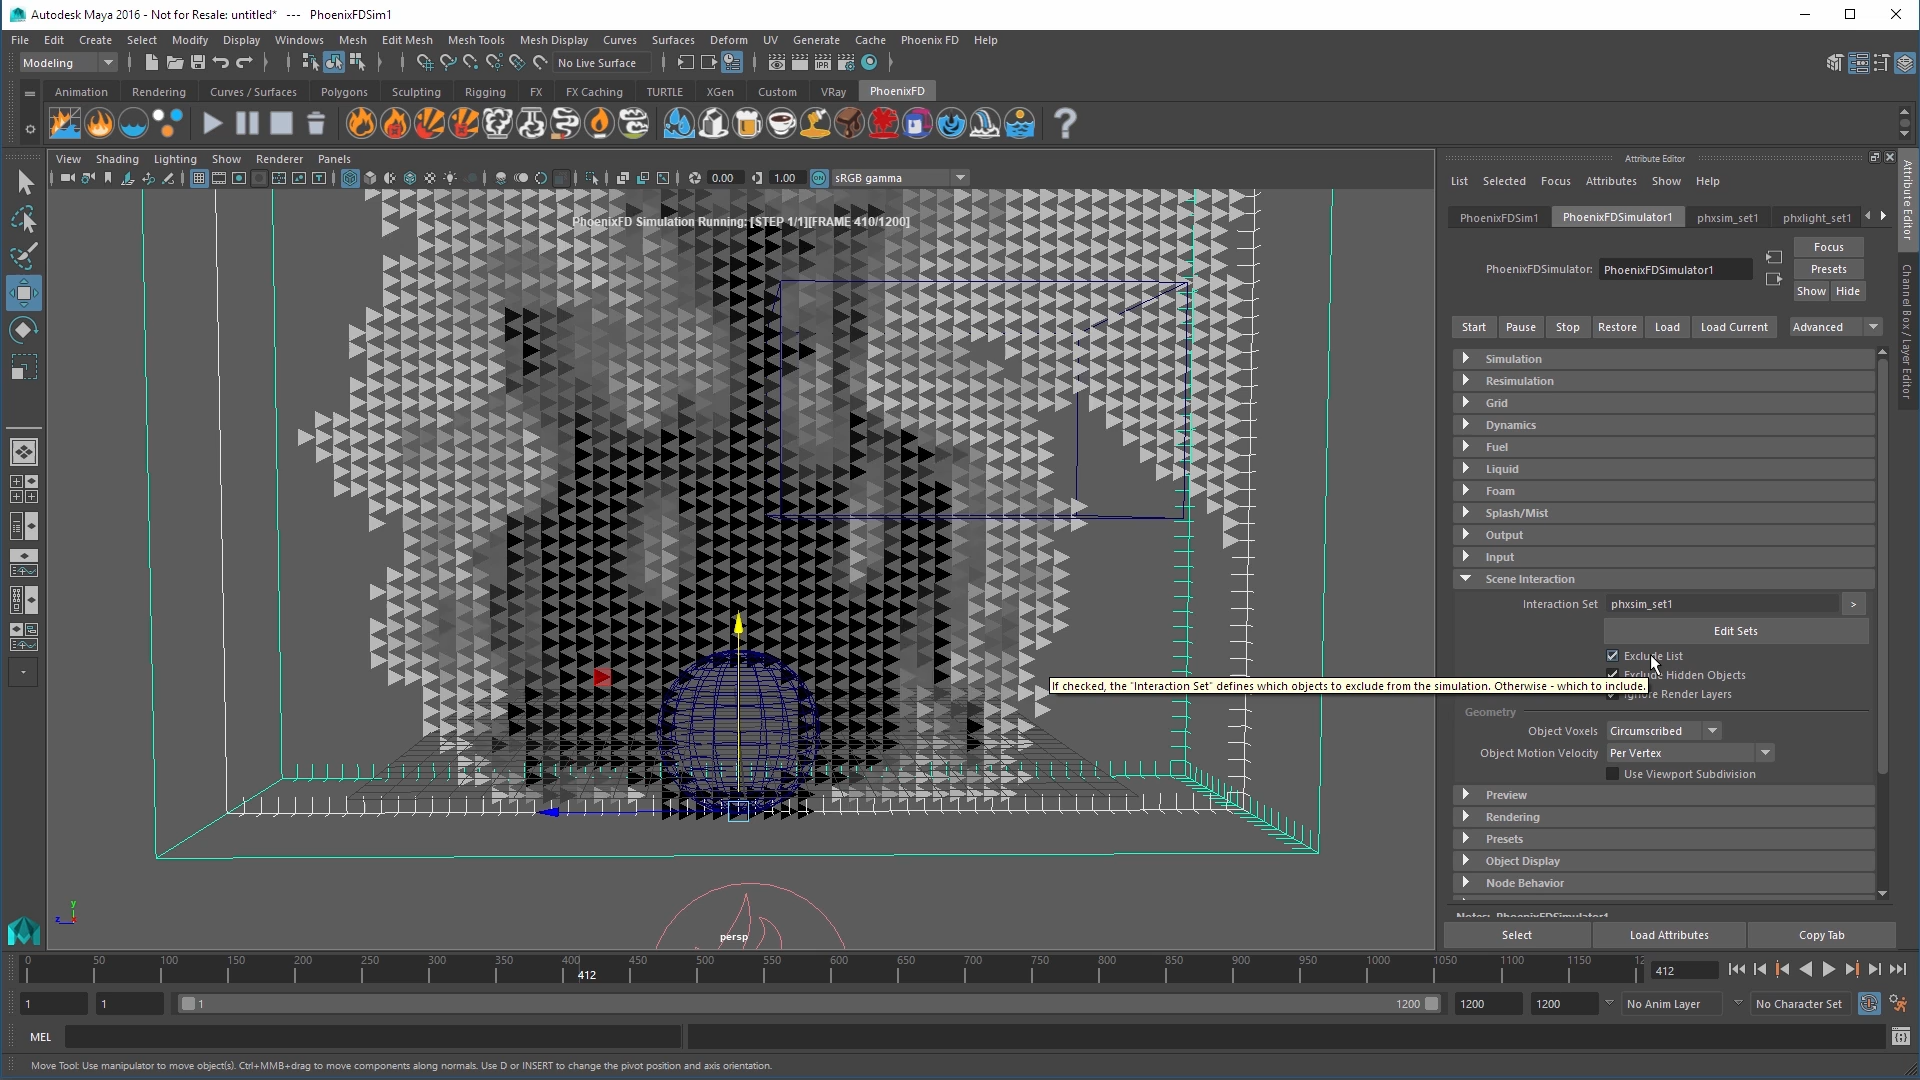 Autodesk Maya 2016 - Not for Resale: untitled*   ---   PhoenixFDSim1
File Edit Create Select Modify Display Windows Mesh Edit Mesh Mesh Tools Mesh Display Curves Surfaces Deform UV Generate Cache Phoenix FD Help
Modeling No Live Surface IPR
Animation Rendering Curves / Surfaces Polygons Sculpting Rigging FX FX Caching TURTLE XGen Custom VRay PhoenixFD
View Shading Lighting Show Renderer Panels
0.00 1.00 sRGB gamma
PhoenixFD Simulation Running: [STEP 1/1][FRAME 410/1200]
persp
y
z
Attribute Editor
List Selected Focus Attributes Show Help
PhoenixFDSim1 PhoenixFDSimulator1 phxsim_set1 phxlight_set1
Focus
PhoenixFDSimulator: PhoenixFDSimulator1 Presets
Show Hide
Start Pause Stop Restore Load Load Current Advanced
Simulation
Resimulation
Grid
Dynamics
Fuel
Liquid
Foam
Splash/Mist
Output
Input
Scene Interaction
Interaction Set phxsim_set1 >
Edit Sets
Exclude List
Exclude Hidden Objects
If checked, the "Interaction Set" defines which objects to exclude from the simulation. Otherwise - which to include.
Ignore Render Layers
Geometry
Object Voxels Circumscribed
Object Motion Velocity Per Vertex
Use Viewport Subdivision
Preview
Rendering
Presets
Object Display
Node Behavior
Notes: PhoenixFDSimulator1
Select Load Attributes Copy Tab
Attribute Editor
Channel Box / Layer Editor
0 50 100 150 200 250 300 350 400 450 500 550 600 650 700 750 800 850 900 950 1000 1050 1100 1150 12
412 412
1 1 1 1200 1200 1200 No Anim Layer No Character Set
MEL
Move Tool: Use manipulator to move object(s). Ctrl+MMB+drag to move components along normals. Use D or INSERT to change the pivot position and axis orientation.